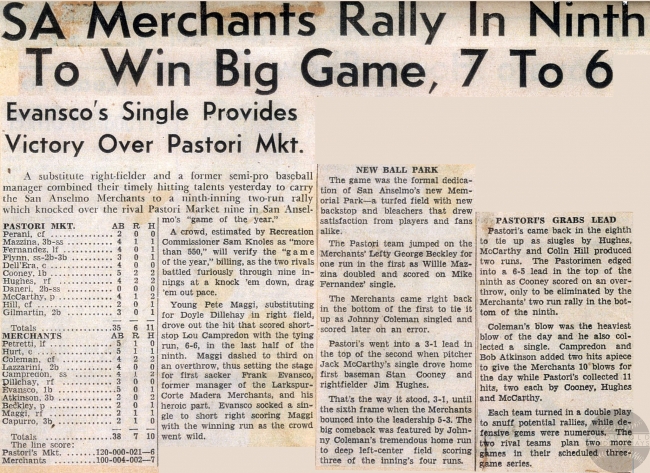 SA Merchants Rally In Ninth
To Win Big Game, 7 To 6
Evansco's Single Provides
Victory Over Pastori Mkt.
A substitute right-fielder and a former semi-pro baseball
manager combined their timely hitting talents yesterday to carry
the San Anselmo Merchants to a ninth-inning two-run rally
which knocked over the rival Pastori Market nine in San Ansel-
PASTORI MKT. AB R H
Perani, cf 2 0 0
Mazzina, 3b-ss 4 1 1
Fernandez, lf 4 0 1
Flynn, ss-2b-3b 3 0 1
Dell'Era, c 4 0 0
Cooney, 1b 5 2 2
Hughes, rf 4 2 2
Daneri, 2b-ss 0 0 0
McCarthy, p 4 1 2
Hill, cf 2 0 1
Gilmartin, 2b 3 0 1
Totals 35 6 11
MERCHANTS AB R H
Perretti, lf 5 1 0
Hurt, c 5 1 1
Coleman, cf 4 2 2
Lazzarini, 2b 4 0 0
Campredon, ss 4 1 2
Dillehay, rf 3 0 0
Evansco, 1b 5 0 1
Atkinson, 3b 0 2 2
Beckley, p 0 0 1
Maggi, rf 2 1 1
Capurro, 3b 2 1 0
Totals 38 7 10
The line score:
Pastori's Mkt. 120-000-021—6
Merchants 100-004-002—7
mo's "game of the year."
A crowd, estimated by Recreation
Commissioner Sam Knoles as "more
than 550," will verify the "game
of the year," billing, as the two rivals
battled furiously through nine in-
nings at a knock 'em down, drag
'em out pace.
Young Pete Maggi, substituting
for Doyle Dillehay in right field,
drove out the hit that scored short-
stop Lou Campredon with the tying
run, 6-6, in the last half of the
ninth. Maggi dashed to third on
an overthrow, thus setting the stage
for first sacker Frank Evansco,
former manager of the Larkspur-
Corte Madera Merchants, and his
heroic part. Evansco socked a sin-
gle to short right scoring Maggi
with the winning run as the crowd
went wild.
NEW BALL PARK
The game was the formal dedica-
tion of San Anselmo's new Mem-
orial Park—a turfed field with new
backstop and bleachers that drew
satisfaction from players and fans
alike.
The Pastori team jumped on the
Merchants' Lefty George Beckley for
one run in the first as Willie Maz-
zina doubled and scored on Mike
Fernandez' single.
The Merchants came right back
in the bottom of the first to tie it
up as Johnny Coleman singled and
scored later on an error.
Pastori's went into a 3-1 lead in
the top of the second when pitcher
Jack McCarthy's single drove home
first baseman Stan Cooney and
rightfielder Jim Hughes.
That's the way it stood, 3-1, until
the sixth frame when the Merchants
bounced into the leadership 5-3. The
big comeback was featured by John-
ny Coleman's tremendous home run
to deep left-center field scoring
three of the inning's four runs.
PASTORI'S GRABS LEAD
Pastori's came back in the eighth
to tie up as singles by Hughes,
McCarthy and Colin Hill produced
two runs. The Pastorimen edged
into a 6-5 lead in the top of the
ninth as Cooney scored on an over-
throw, only to be eliminated by the
Merchants' two run rally in the bot-
tom of the ninth.
Coleman's blow was the heaviest
blow of the day and he also col-
lected a single. Campredon and
Bob Atkinson added two hits apiece
to give the Merchants 10 blows for
the day while Pastori's collected 11
hits, two each by Cooney, Hughes
and McCarthy.
Each team turned in a double play
to snuff potential rallies, while de-
fensive gems were numerous. The
two rival teams plan two more
games in their scheduled three-
game series.